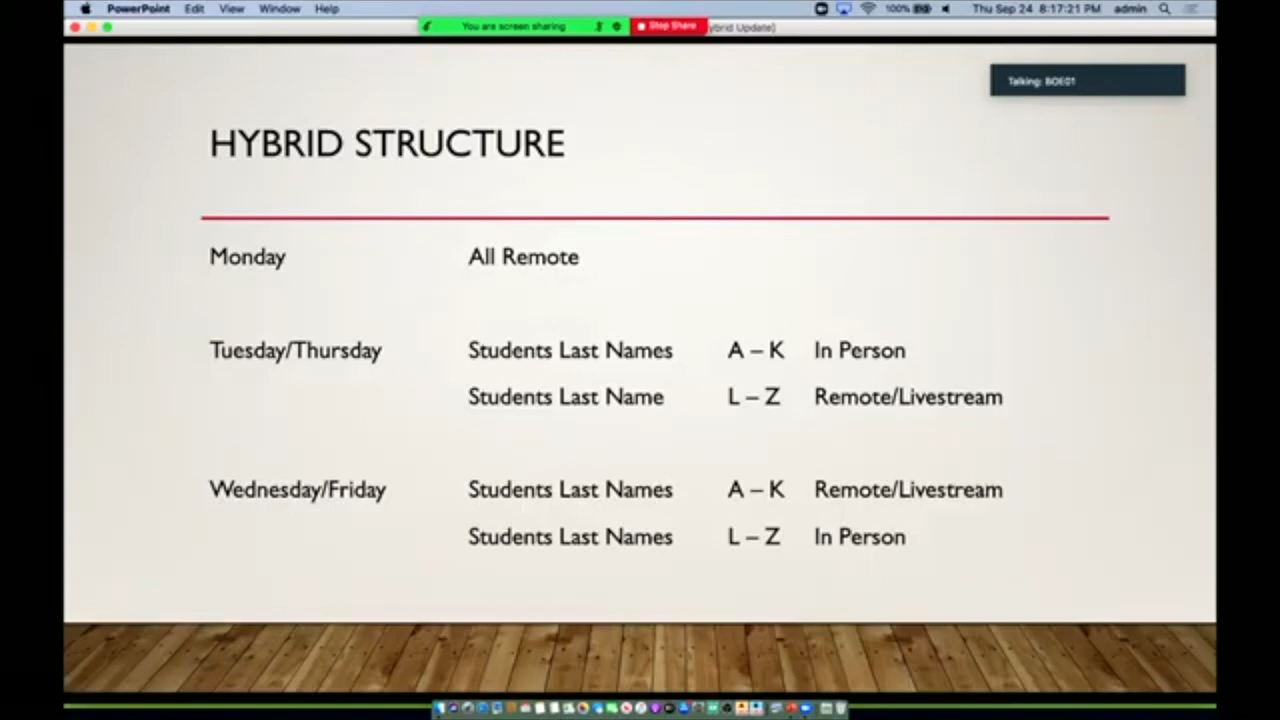 PowerPoint Edit View Window Help 100% Thu Sep 24 8:17:21 PM admin
You are screen sharing Stop Share ybrid Update]
Talking: BOE01
HYBRID STRUCTURE
Monday All Remote
Tuesday/Thursday Students Last Names A – K In Person
Students Last Name L – Z Remote/Livestream
Wednesday/Friday Students Last Names A – K Remote/Livestream
Students Last Names L – Z In Person